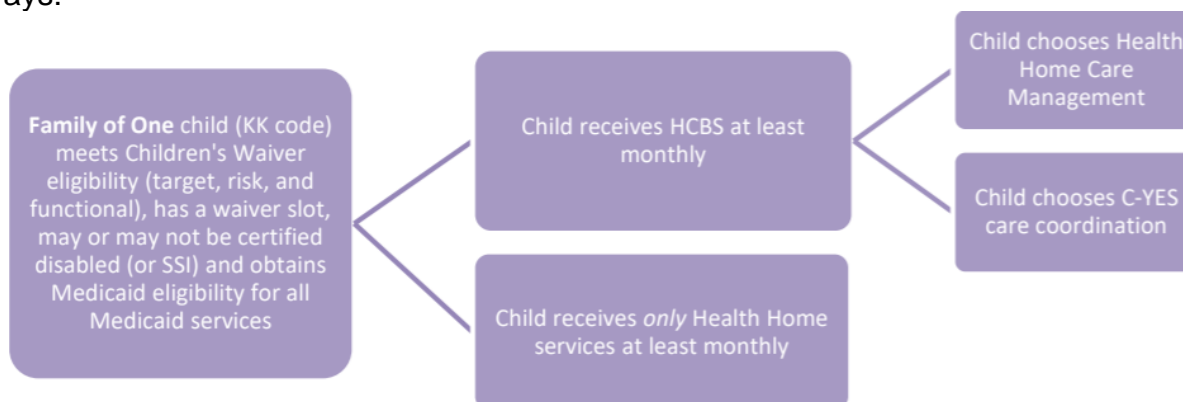 Family of One child (KK code)
meets Children's Waiver
eligibility (target, risk, and
functional), has a waiver slot,
may or may not be certified
disabled (or SSI) and obtains
Medicaid eligibility for all
Medicaid services
Child receives HCBS at least
monthly
Child receives only Health Home
services at least monthly
Child chooses Health
Home Care
Management
Child chooses C-YES
care coordination